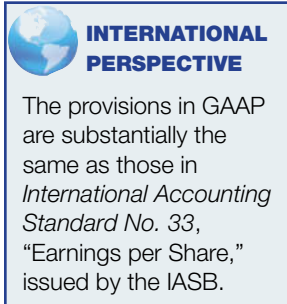 INTERNATIONAL
PERSPECTIVE
The provisions in GAAP
are substantially the
same as those in
International Accounting
Standard No. 33,
“Earnings per Share,”
issued by the IASB.